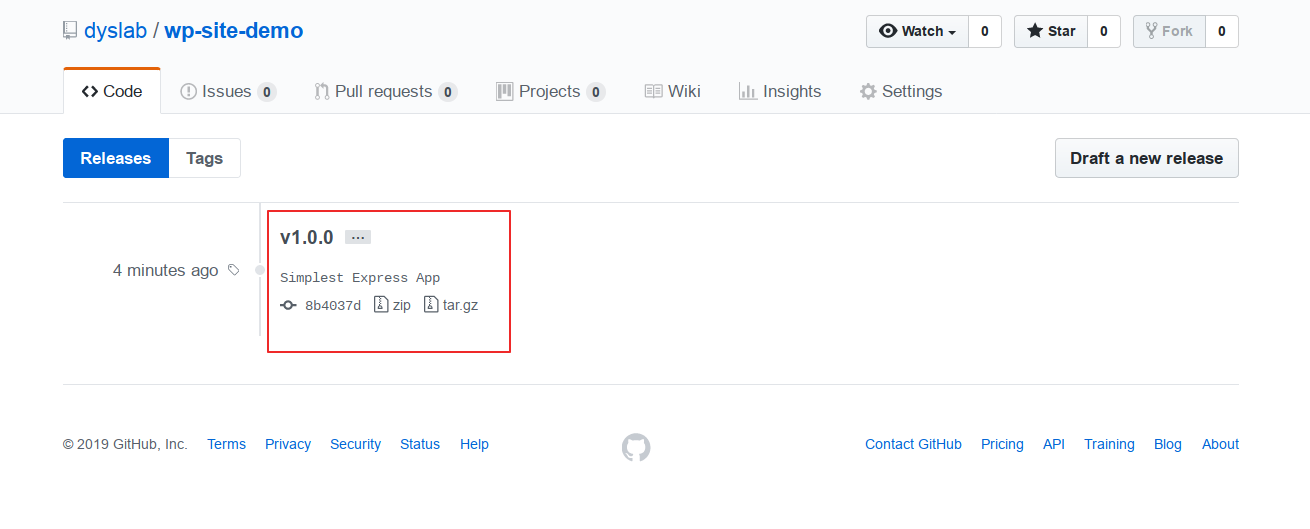 dyslab / wp-site-demo
Watch 0 Star 0 Fork 0
Code Issues 0 Pull requests 0 Projects 0 Wiki Insights Settings
Releases Tags
Draft a new release
v1.0.0 ...
4 minutes ago
Simplest Express App
8b4037d zip tar.gz
© 2019 GitHub, Inc. Terms Privacy Security Status Help
Contact GitHub Pricing API Training Blog About